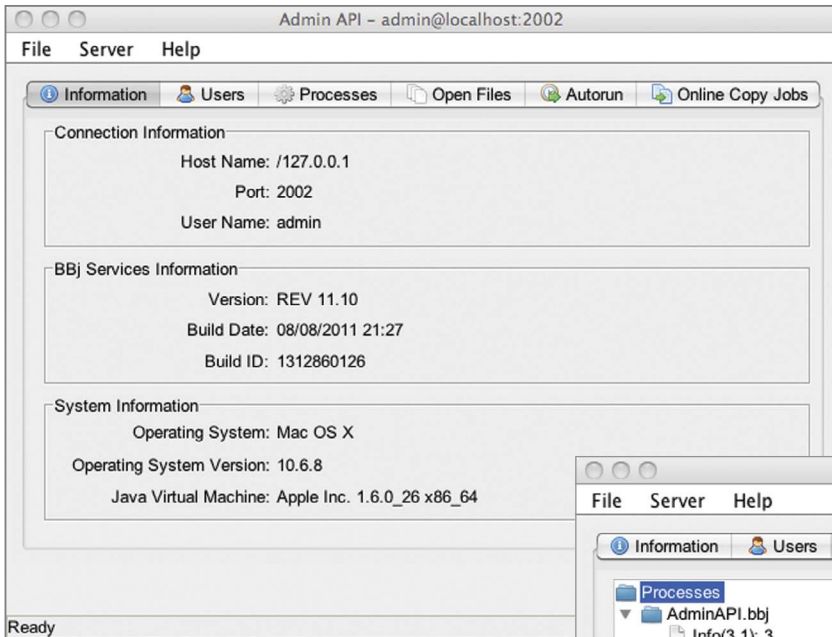 Admin API – admin@localhost:2002
File Server Help
Information Users Processes Open Files Autorun Online Copy Jobs
Connection Information
Host Name: /127.0.0.1
Port: 2002
User Name: admin
BBj Services Information
Version: REV 11.10
Build Date: 08/08/2011 21:27
Build ID: 1312860126
System Information
Operating System: Mac OS X
Operating System Version: 10.6.8
Java Virtual Machine: Apple Inc. 1.6.0_26 x86_64
Ready
File Server Help
Information Users
Processes
AdminAPI.bbj
Info(3,1): 3